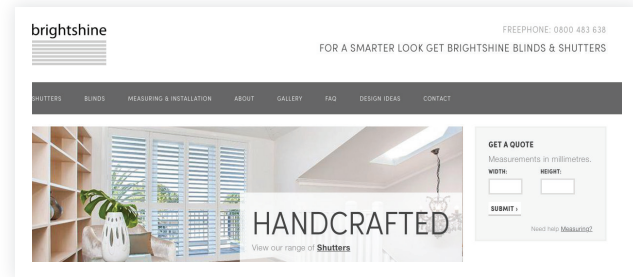 brightshine
FREEPHONE: 0800 483 638
FOR A SMARTER LOOK GET BRIGHTSHINE BLINDS & SHUTTERS
SHUTTERS BLINDS MEASURING & INSTALLATION ABOUT GALLERY FAQ DESIGN IDEAS CONTACT
HANDCRAFTED
View our range of Shutters
GET A QUOTE
Measurements in millimetres.
WIDTH: HEIGHT:
SUBMIT ›
Need help Measuring?